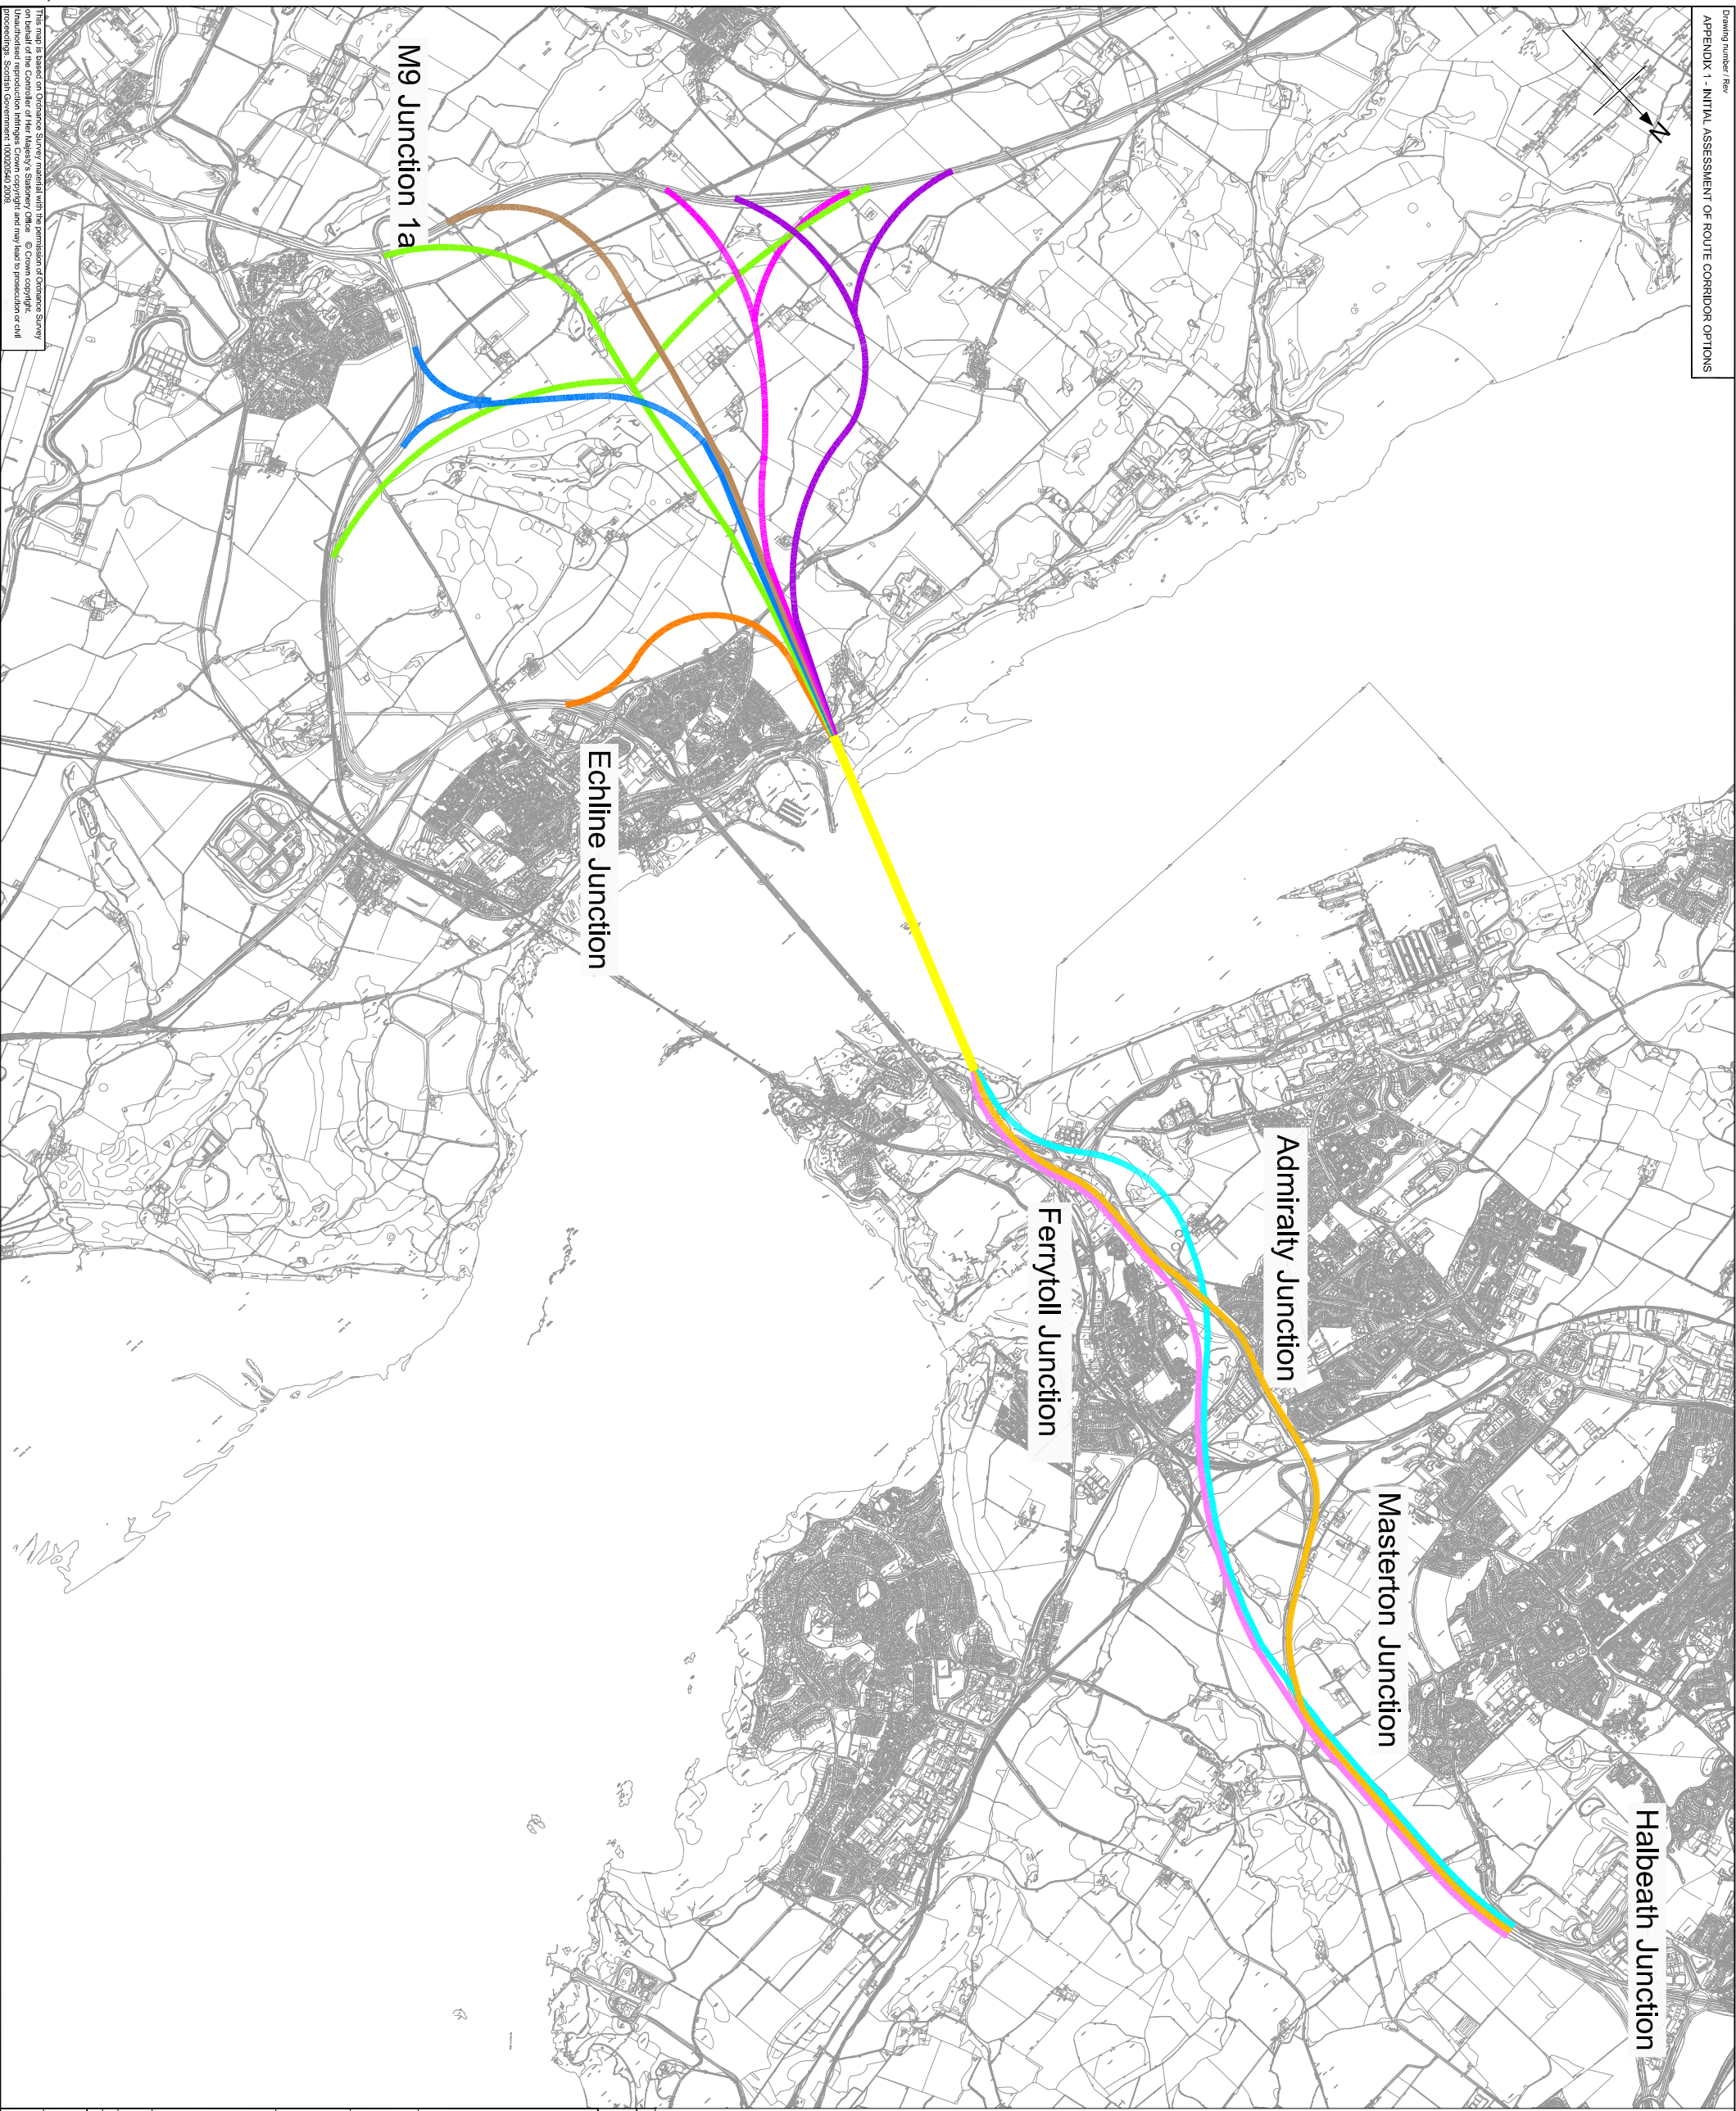 Drawing number / Rev
APPENDIX 1 - INITIAL ASSESSMENT OF ROUTE CORRIDOR OPTIONS
N
Halbeath Junction
Masterton Junction
Admiralty Junction
Ferrytoll Junction
Echline Junction
M9 Junction 1a
This map is based on Ordnance Survey material with the permission of Ordnance Survey
on behalf of the Controller of Her Majesty's Stationery Office © Crown copyright.
Unauthorised reproduction infringes Crown copyright and may lead to prosecution or civil
proceedings. Scottish Government 100020540 2009.